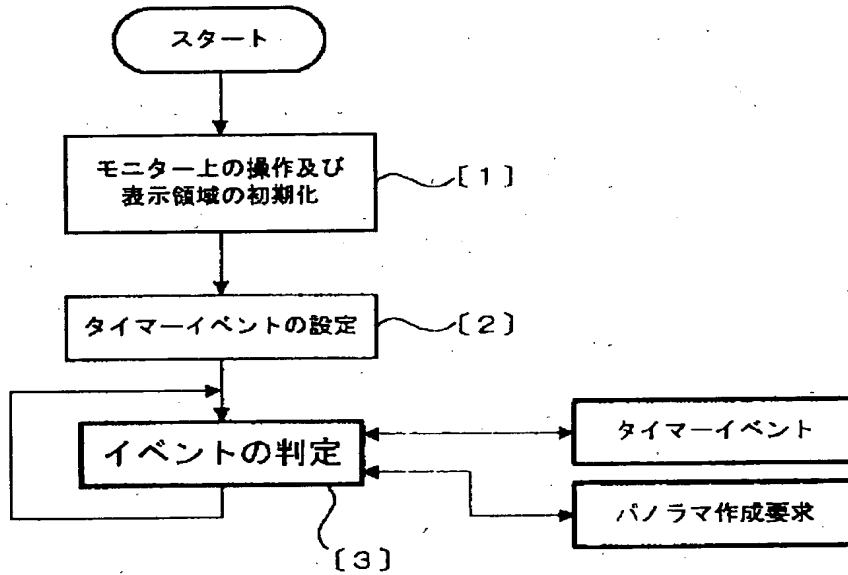 スタート
モニター上の操作及び
表示領域の初期化
〔1〕
タイマーイベントの設定
〔2〕
イベントの判定
タイマーイベント
パノラマ作成要求
〔3〕